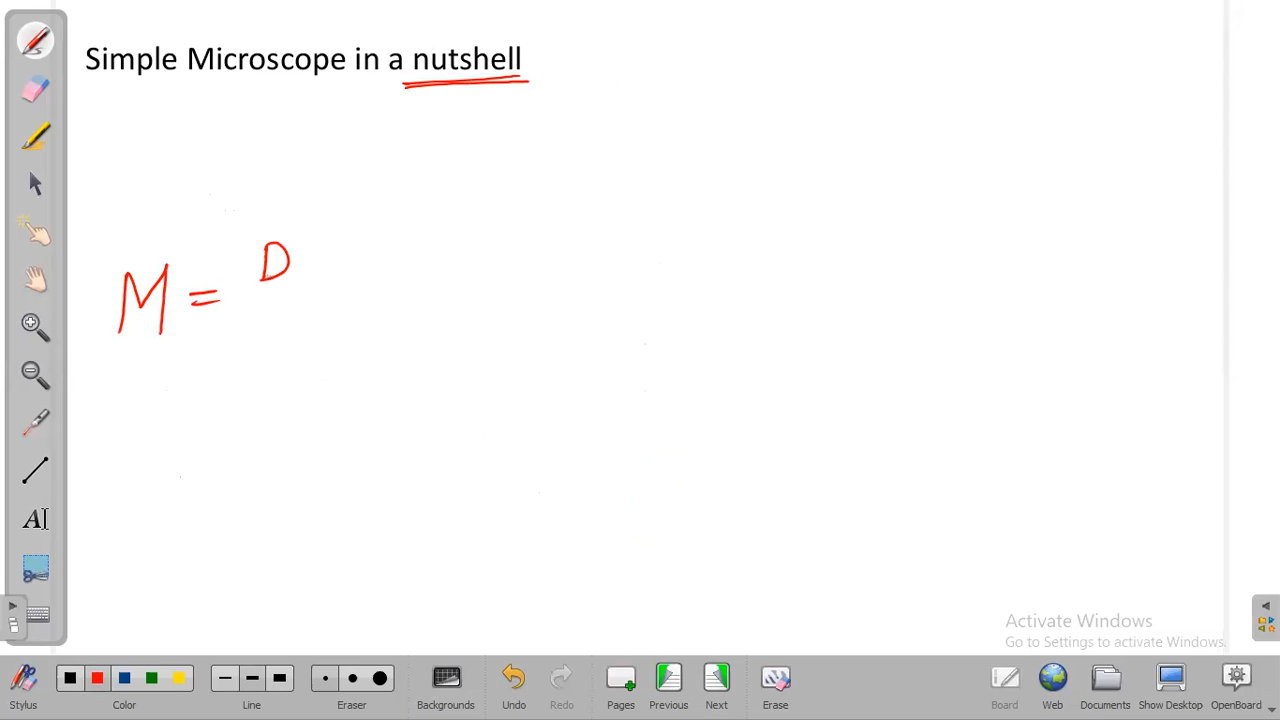 Simple Microscope in a nutshell
D
M =
A
Activate Windows
Go to Settings to activate Windows.
Stylus Color Line Eraser Backgrounds Undo Redo Pages Previous Next Erase Board Web Documents Show Desktop OpenBoard